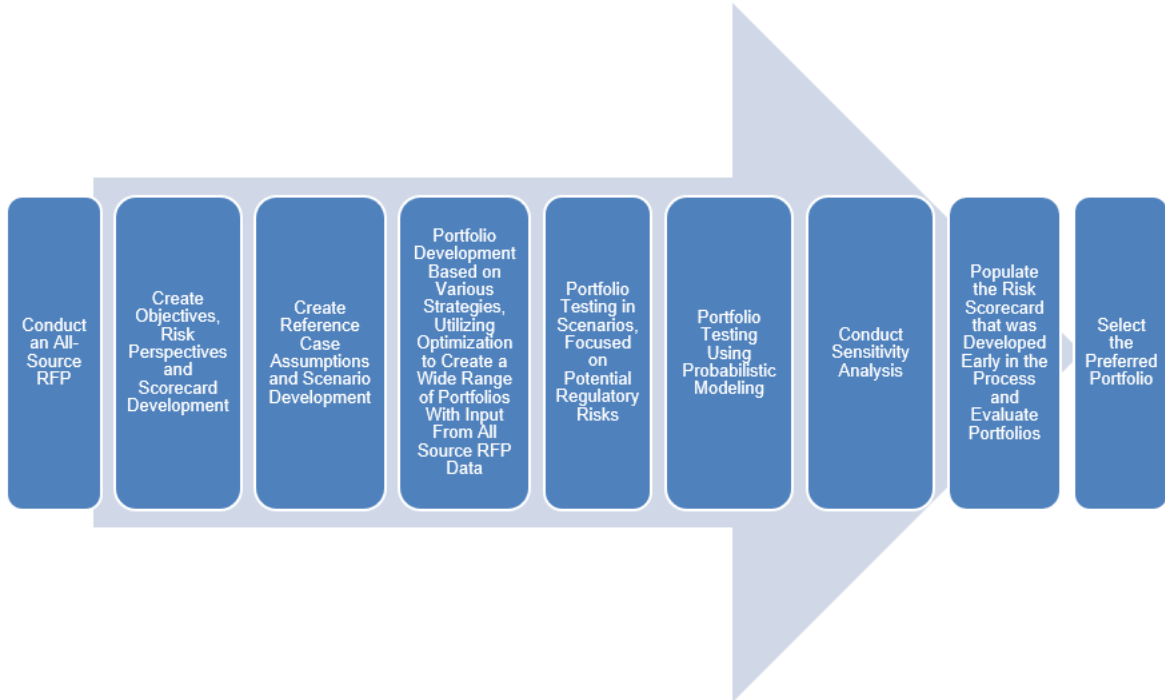 Conduct
an All-
Source
RFP
Create
Objectives,
Risk
Perspectives
and
Scorecard
Development
Create
Reference
Case
Assumptions
and Scenario
Development
Portfolio
Development
Based on
Various
Strategies,
Utilizing
Optimization
to Create a
Wide Range
of Portfolios
With Input
From All
Source RFP
Data
Portfolio
Testing in
Scenarios,
Focused
on
Potential
Regulatory
Risks
Portfolio
Testing
Using
Probabilistic
Modeling
Conduct
Sensitivity
Analysis
Populate
the Risk
Scorecard
that was
Developed
Early in the
Process
and
Evaluate
Portfolios
Select
the
Preferred
Portfolio